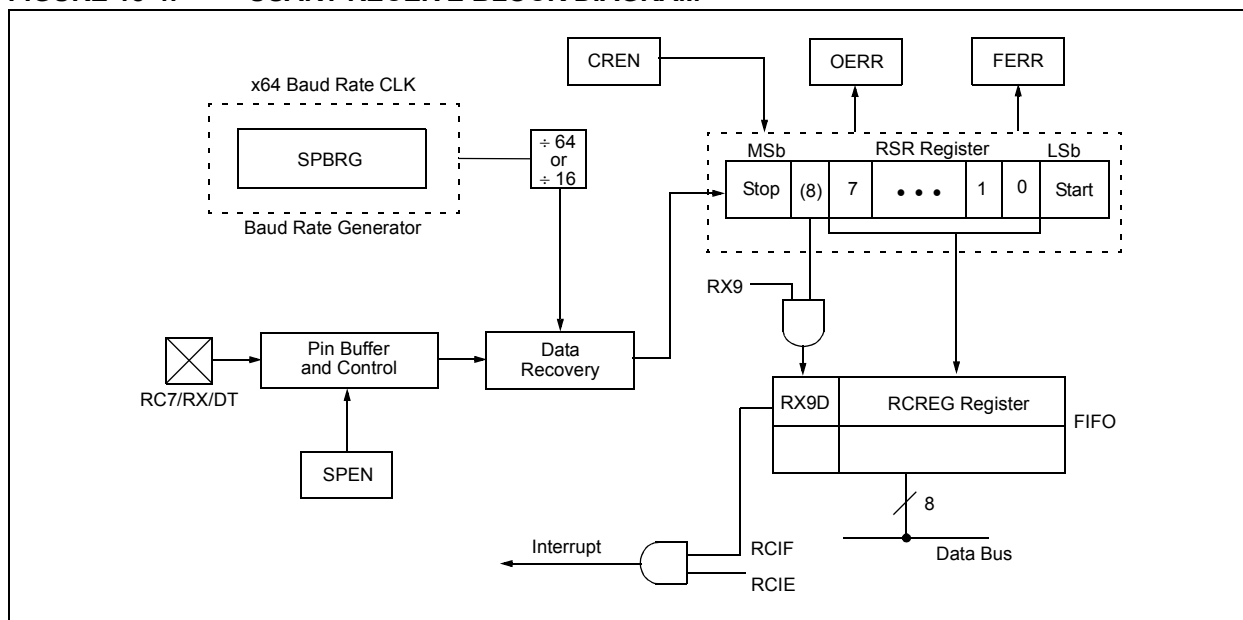 CREN
OERR
FERR
x64 Baud Rate CLK
SPBRG
÷ 64
or
÷ 16
Baud Rate Generator
MSb
RSR Register
LSb
Stop
(8)
7
• • •
1
0
Start
RX9
Pin Buffer
and Control
Data
Recovery
RC7/RX/DT
SPEN
RX9D
RCREG Register
FIFO
8
Data Bus
Interrupt
RCIF
RCIE